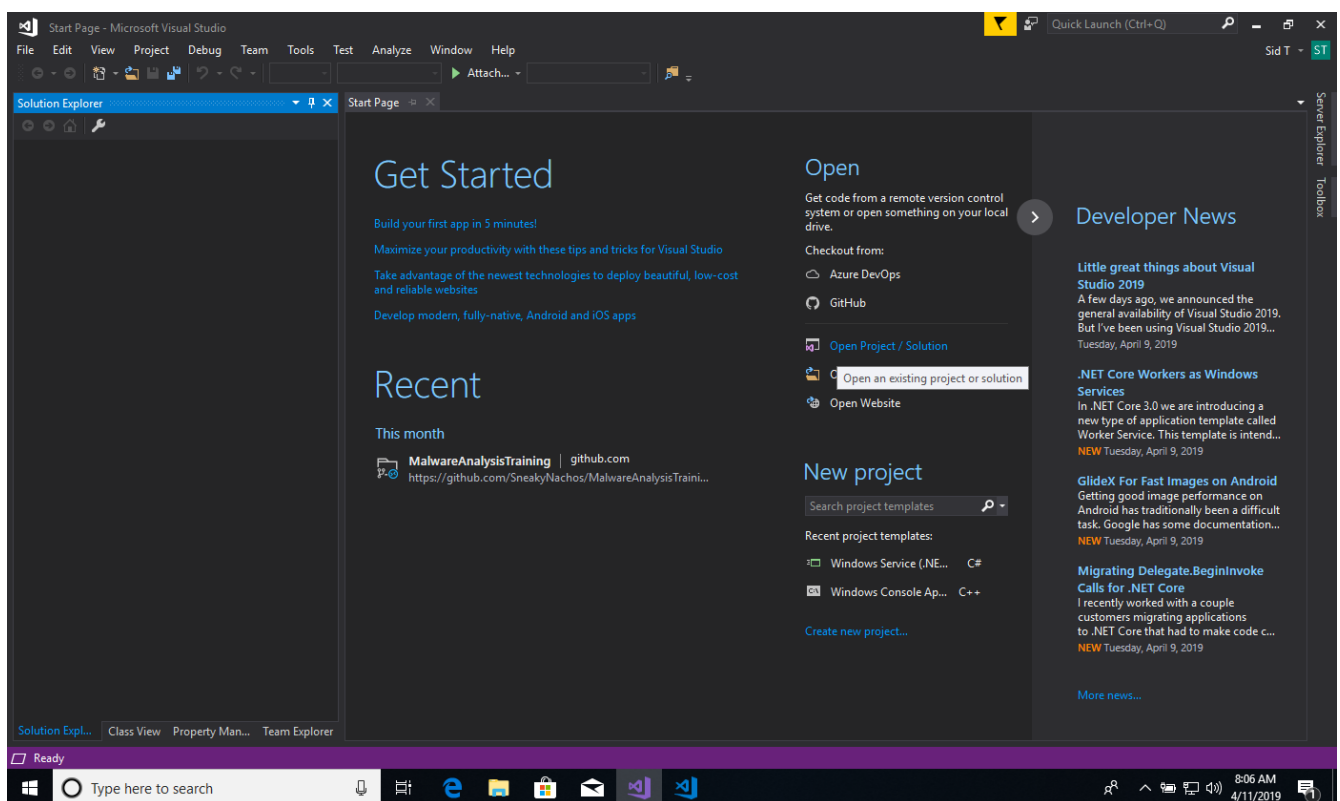 Start Page - Microsoft Visual Studio
Quick Launch (Ctrl+Q)
File Edit View Project Debug Team Tools Test Analyze Window Help
Sid T ST
Attach...
Solution Explorer
Start Page
Server Explorer
Toolbox
Get Started
Build your first app in 5 minutes!
Maximize your productivity with these tips and tricks for Visual Studio
Take advantage of the newest technologies to deploy beautiful, low-cost
and reliable websites
Develop modern, fully-native, Android and iOS apps
Recent
This month
MalwareAnalysisTraining | github.com
https://github.com/SneakyNachos/MalwareAnalysisTraini...
Open
Get code from a remote version control
system or open something on your local
drive.
Checkout from:
Azure DevOps
GitHub
Open Project / Solution
Open an existing project or solution
Open Website
New project
Search project templates
Recent project templates:
Windows Service (.NE... C#
Windows Console Ap... C++
Create new project...
Developer News
Little great things about Visual
Studio 2019
A few days ago, we announced the
general availability of Visual Studio 2019.
But I've been using Visual Studio 2019...
Tuesday, April 9, 2019
.NET Core Workers as Windows
Services
In .NET Core 3.0 we are introducing a
new type of application template called
Worker Service. This template is intend...
NEW Tuesday, April 9, 2019
GlideX For Fast Images on Android
Getting good image performance on
Android has traditionally been a difficult
task. Google has some documentation...
NEW Tuesday, April 9, 2019
Migrating Delegate.BeginInvoke
Calls for .NET Core
I recently worked with a couple
customers migrating applications
to .NET Core that had to make code c...
NEW Tuesday, April 9, 2019
More news...
Solution Expl... Class View Property Man... Team Explorer
Ready
Type here to search
8:06 AM
4/11/2019
1